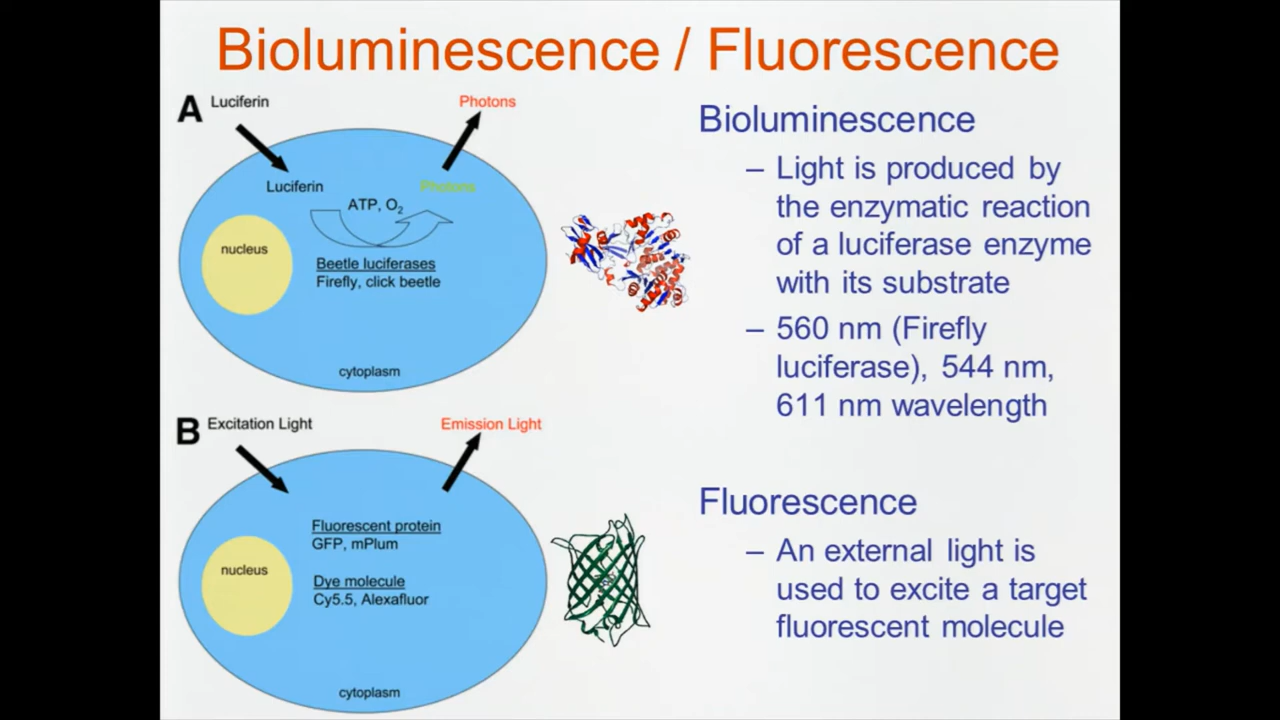 Bioluminescence / Fluorescence
A
Luciferin
Photons
Luciferin
Photons
ATP, O2
nucleus
Beetle luciferases
Firefly, click beetle
cytoplasm
B
Excitation Light
Emission Light
Fluorescent protein
GFP, mPlum
nucleus
Dye molecule
Cy5.5, Alexafluor
cytoplasm
Bioluminescence
– Light is produced by
the enzymatic reaction
of a luciferase enzyme
with its substrate
– 560 nm (Firefly
luciferase), 544 nm,
611 nm wavelength
Fluorescence
– An external light is
used to excite a target
fluorescent molecule